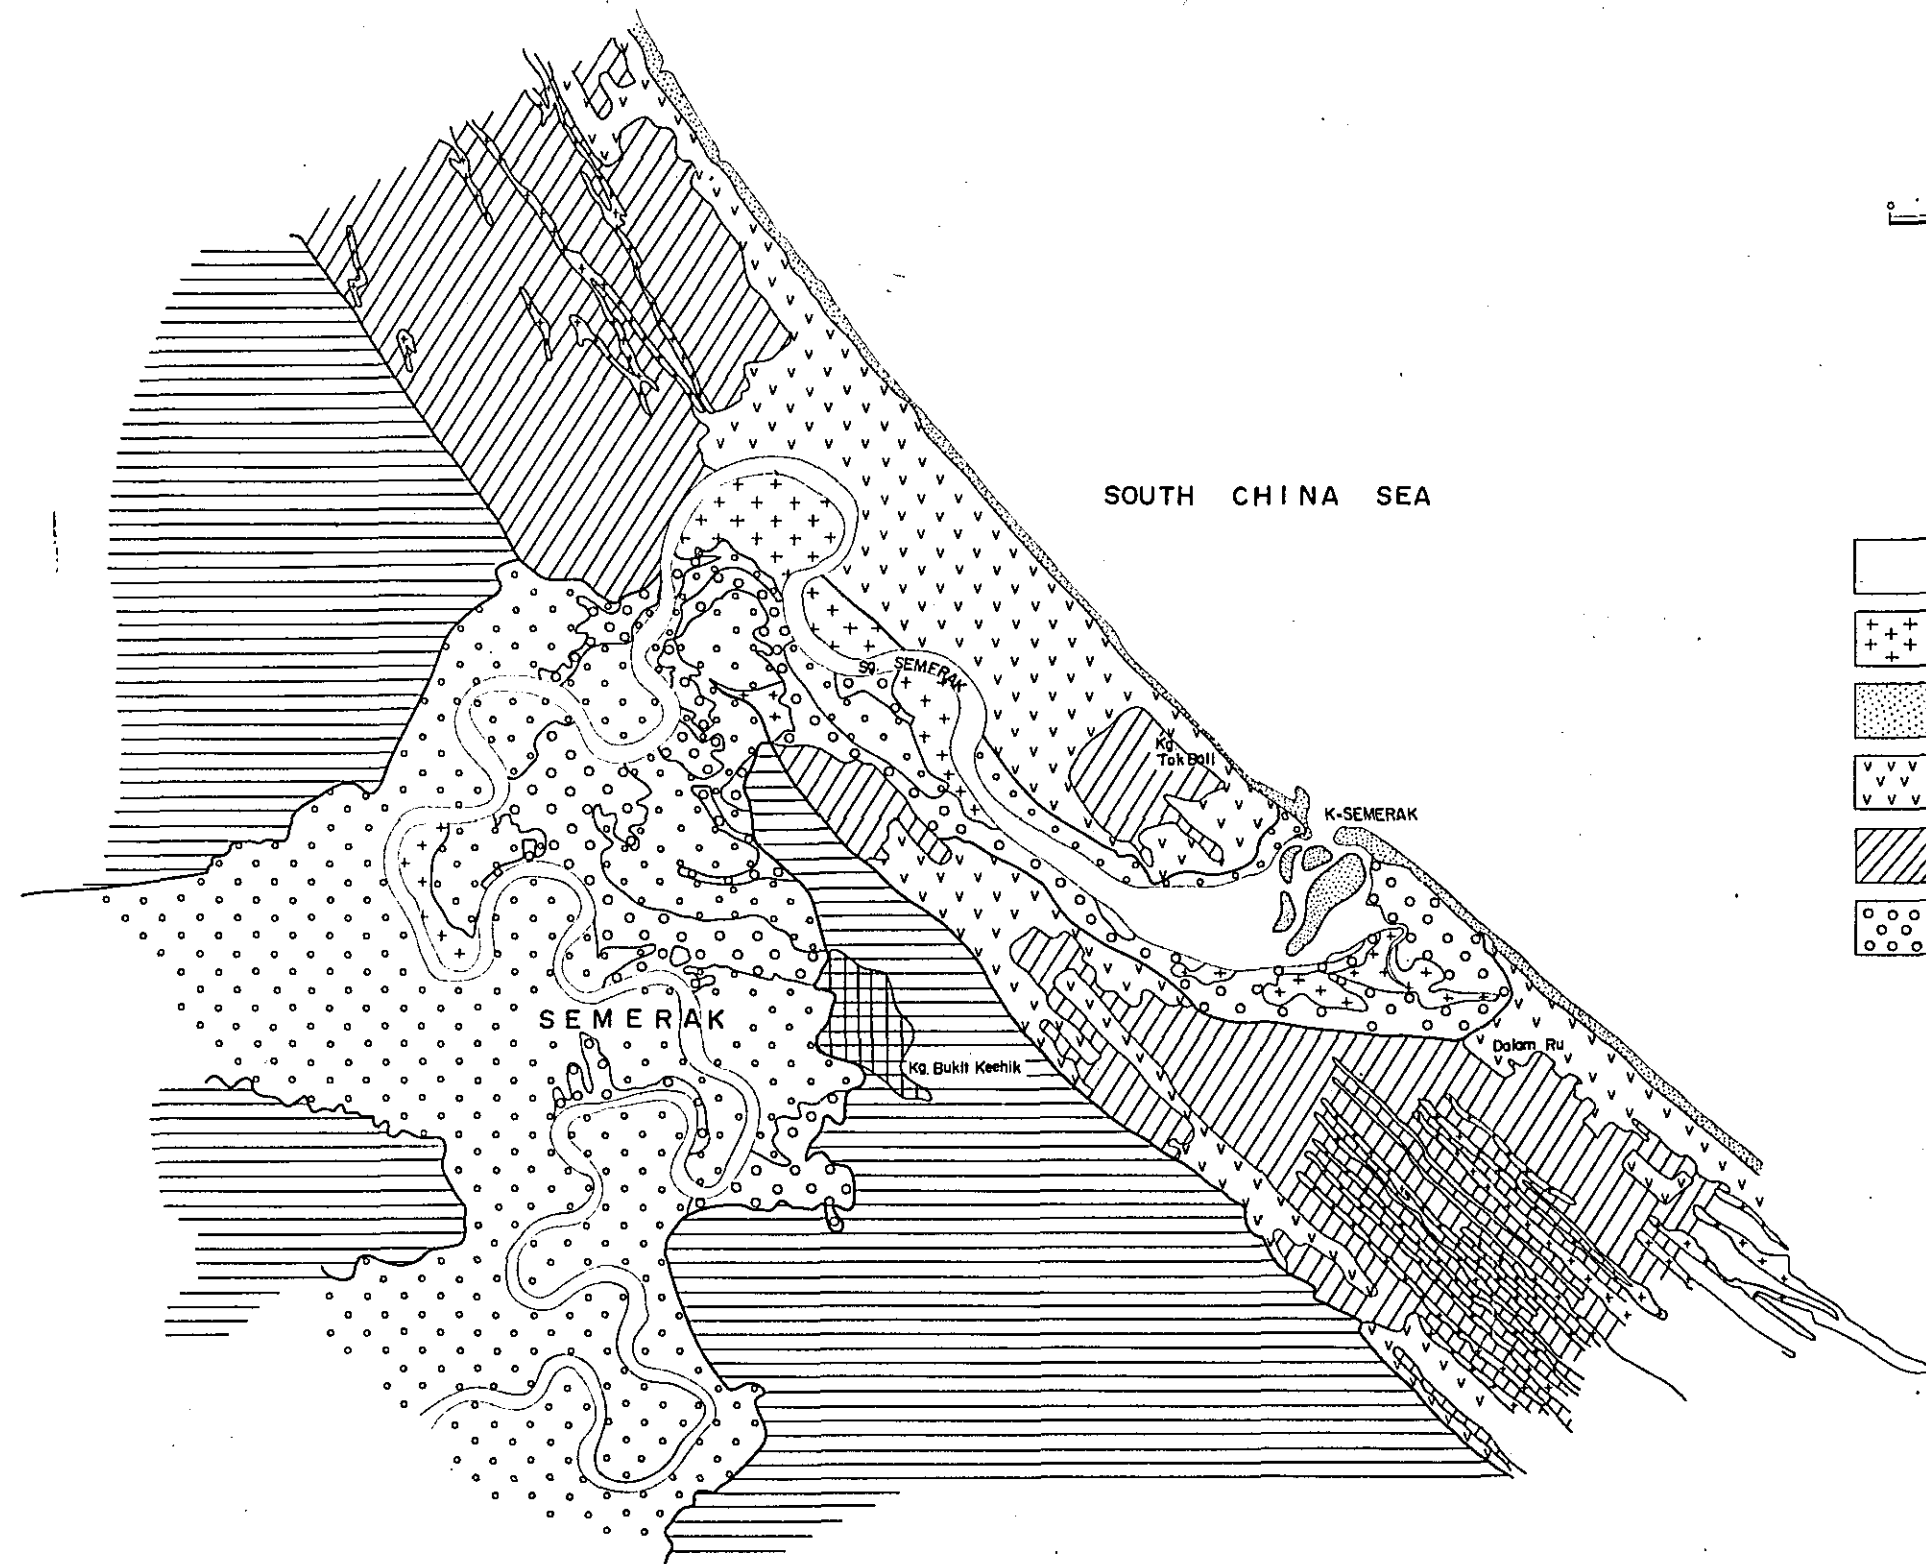 SOUTH CHINA SEA
Sg. SEMERAK
Kg.
Tok Bali
K-SEMERAK
SEMERAK
Dalam Ru
Kg. Bukit Kechik